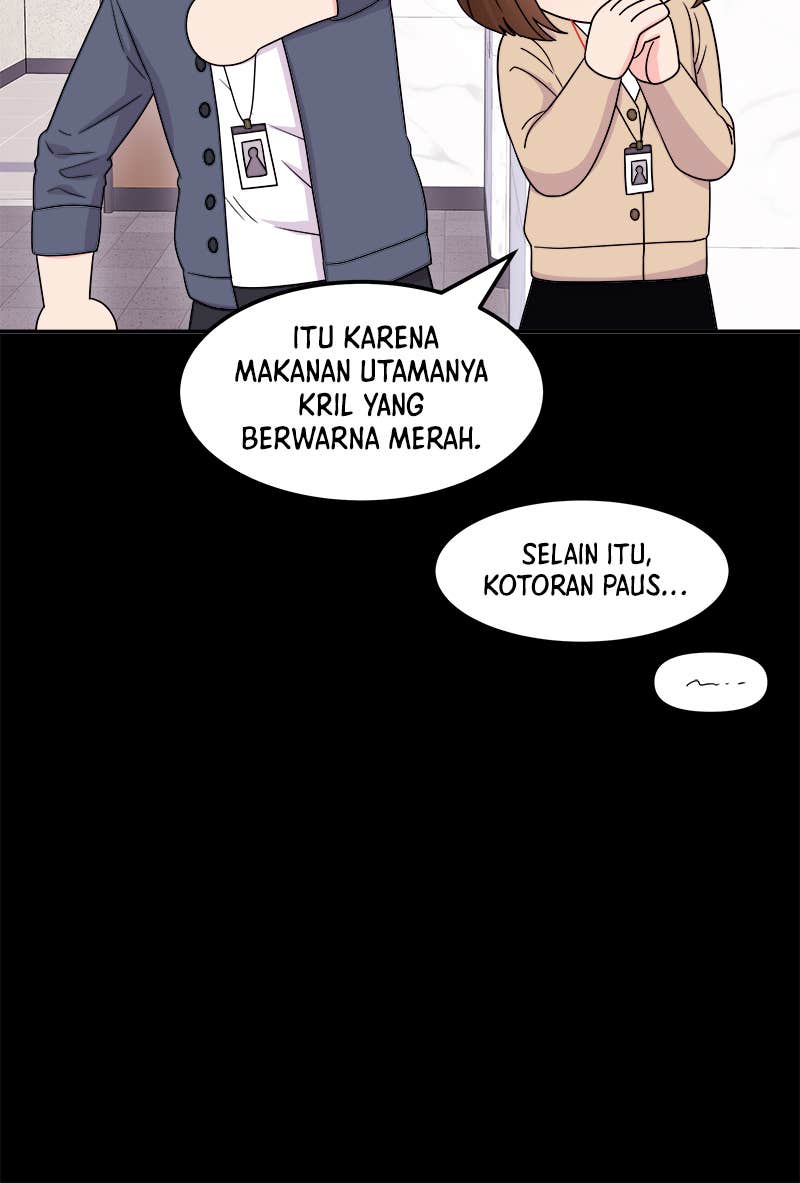 ITU KARENA
MAKANAN UTAMANYA
KRIL YANG
BERWARNA MERAH.
SELAIN ITU,
KOTORAN PAUS...